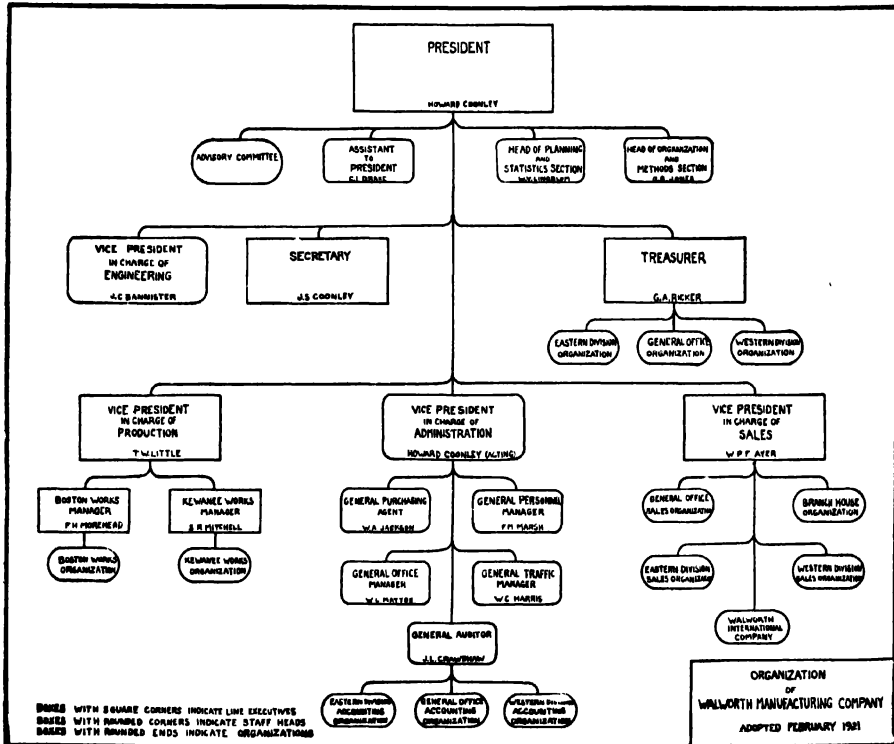 PRESIDENT
HOWARD COONLEY
ADVISORY COMMITTEE
ASSISTANT
TO
PRESIDENT
C.L. DRAKE
HEAD OF PLANNING
AND
STATISTICS SECTION
HEAD OF ORGANIZATION
AND
METHODS SECTION
VICE PRESIDENT
IN CHARGE OF
ENGINEERING
J.C BANNISTER
SECRETARY
J.S COONLEY
TREASURER
G.A. RICKER
EASTERN DIVISION
ORGANIZATION
GENERAL OFFICE
ORGANIZATION
WESTERN DIVISION
ORGANIZATION
VICE PRESIDENT
IN CHARGE OF
PRODUCTION
T.W. LITTLE
VICE PRESIDENT
IN CHARGE OF
ADMINISTRATION
HOWARD COONLEY (ACTING)
VICE PRESIDENT
IN CHARGE OF
SALES
W.P.F. AYER
BOSTON WORKS
MANAGER
F H MOREHEAD
KEWANEE WORKS
MANAGER
S R MITCHELL
BOSTON WORKS
ORGANIZATION
KEWANEE WORKS
ORGANIZATION
GENERAL PURCHASING
AGENT
W.A JACKSON
GENERAL PERSONNEL
MANAGER
F M MARSH
GENERAL OFFICE
MANAGER
GENERAL TRAFFIC
MANAGER
W.C HARRIS
GENERAL AUDITOR
J.L. CRAWSHAW
EASTERN DIVISION
ACCOUNTING
ORGANIZATION
GENERAL OFFICE
ACCOUNTING
ORGANIZATION
WESTERN DIVISION
ACCOUNTING
ORGANIZATION
GENERAL OFFICE
SALES ORGANIZATION
BRANCH HOUSE
ORGANIZATION
EASTERN DIVISION
SALES ORGANIZATION
WESTERN DIVISION
SALES ORGANIZATION
WALWORTH
INTERNATIONAL
COMPANY
BOXES WITH SQUARE CORNERS INDICATE LINE EXECUTIVES
BOXES WITH ROUNDED CORNERS INDICATE STAFF HEADS
BOXES WITH ROUNDED ENDS INDICATE ORGANIZATIONS
ORGANIZATION
OF
WALWORTH MANUFACTURING COMPANY
ADOPTED FEBRUARY 1921